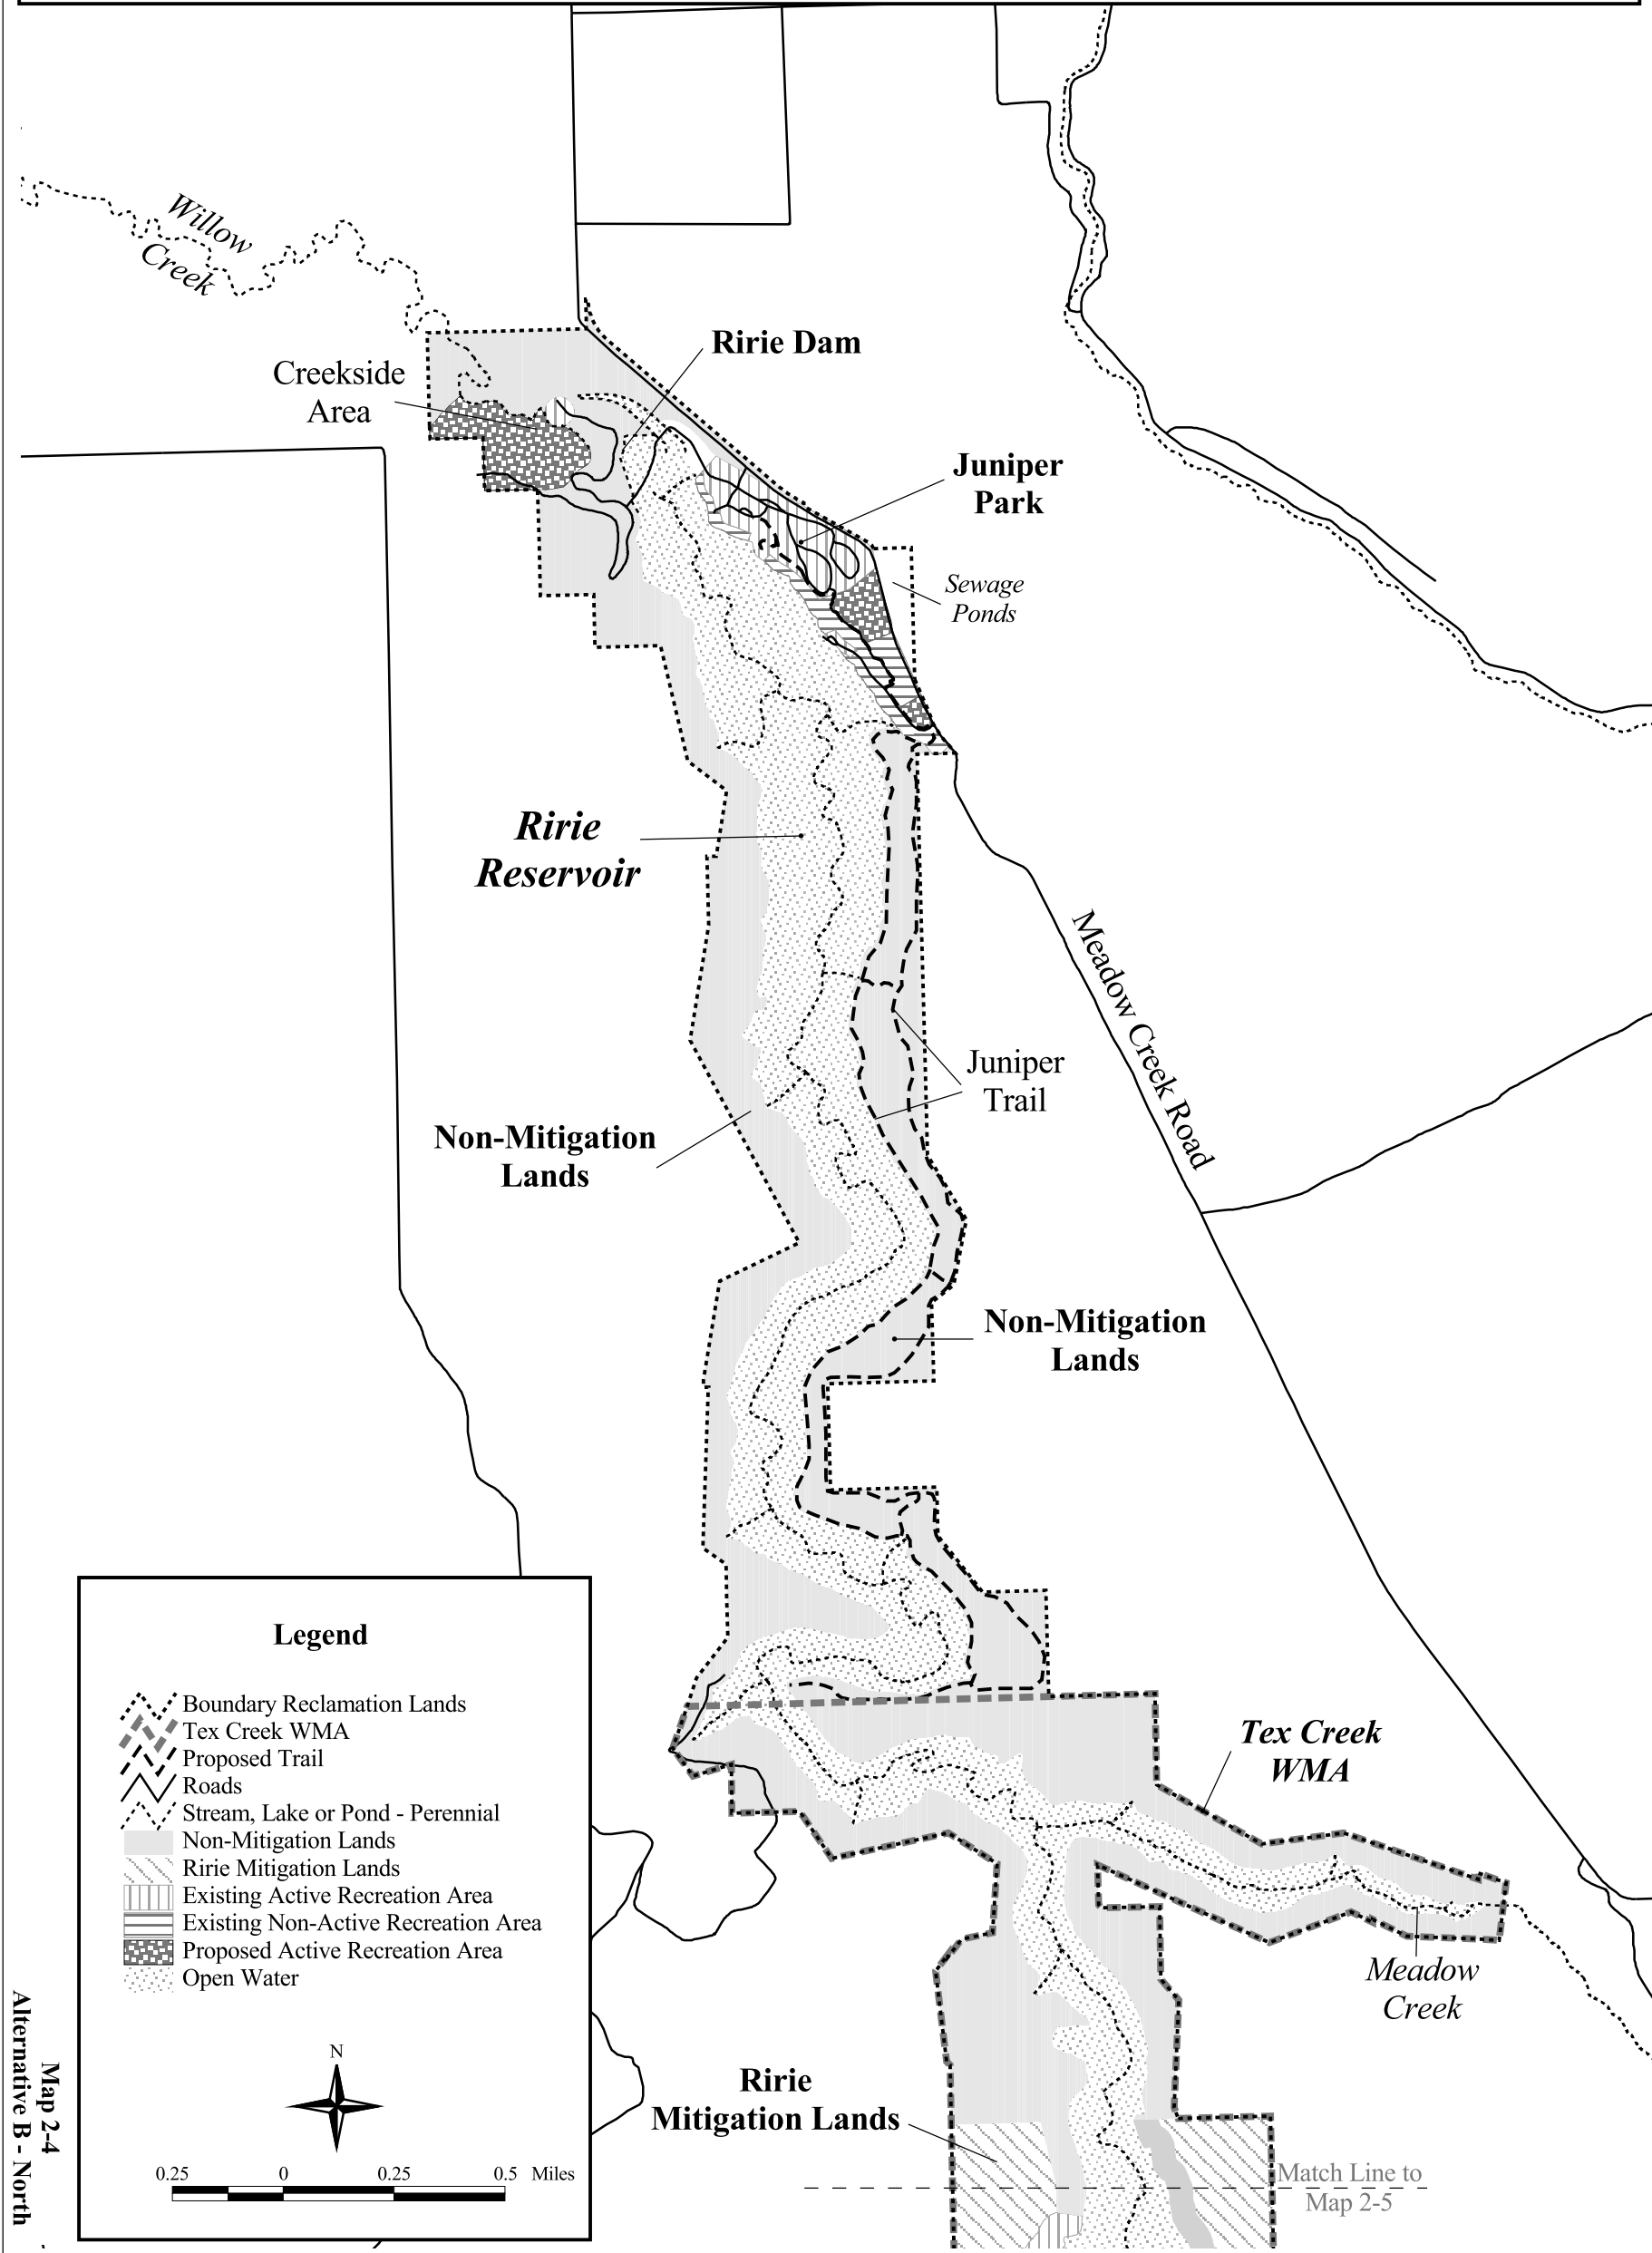 Willow
Creek
Ririe Dam
Creekside
Area
Juniper
Park
Sewage
Ponds
Ririe
Reservoir
Meadow Creek Road
Juniper
Trail
Non-Mitigation
Lands
Non-Mitigation
Lands
Tex Creek
WMA
Meadow
Creek
Ririe
Mitigation Lands
Match Line to
Map 2-5
Legend
Boundary Reclamation Lands
Tex Creek WMA
Proposed Trail
Roads
Stream, Lake or Pond - Perennial
Non-Mitigation Lands
Ririe Mitigation Lands
Existing Active Recreation Area
Existing Non-Active Recreation Area
Proposed Active Recreation Area
Open Water
N
0.25 0 0.25 0.5 Miles
Map 2-4
Alternative B - North